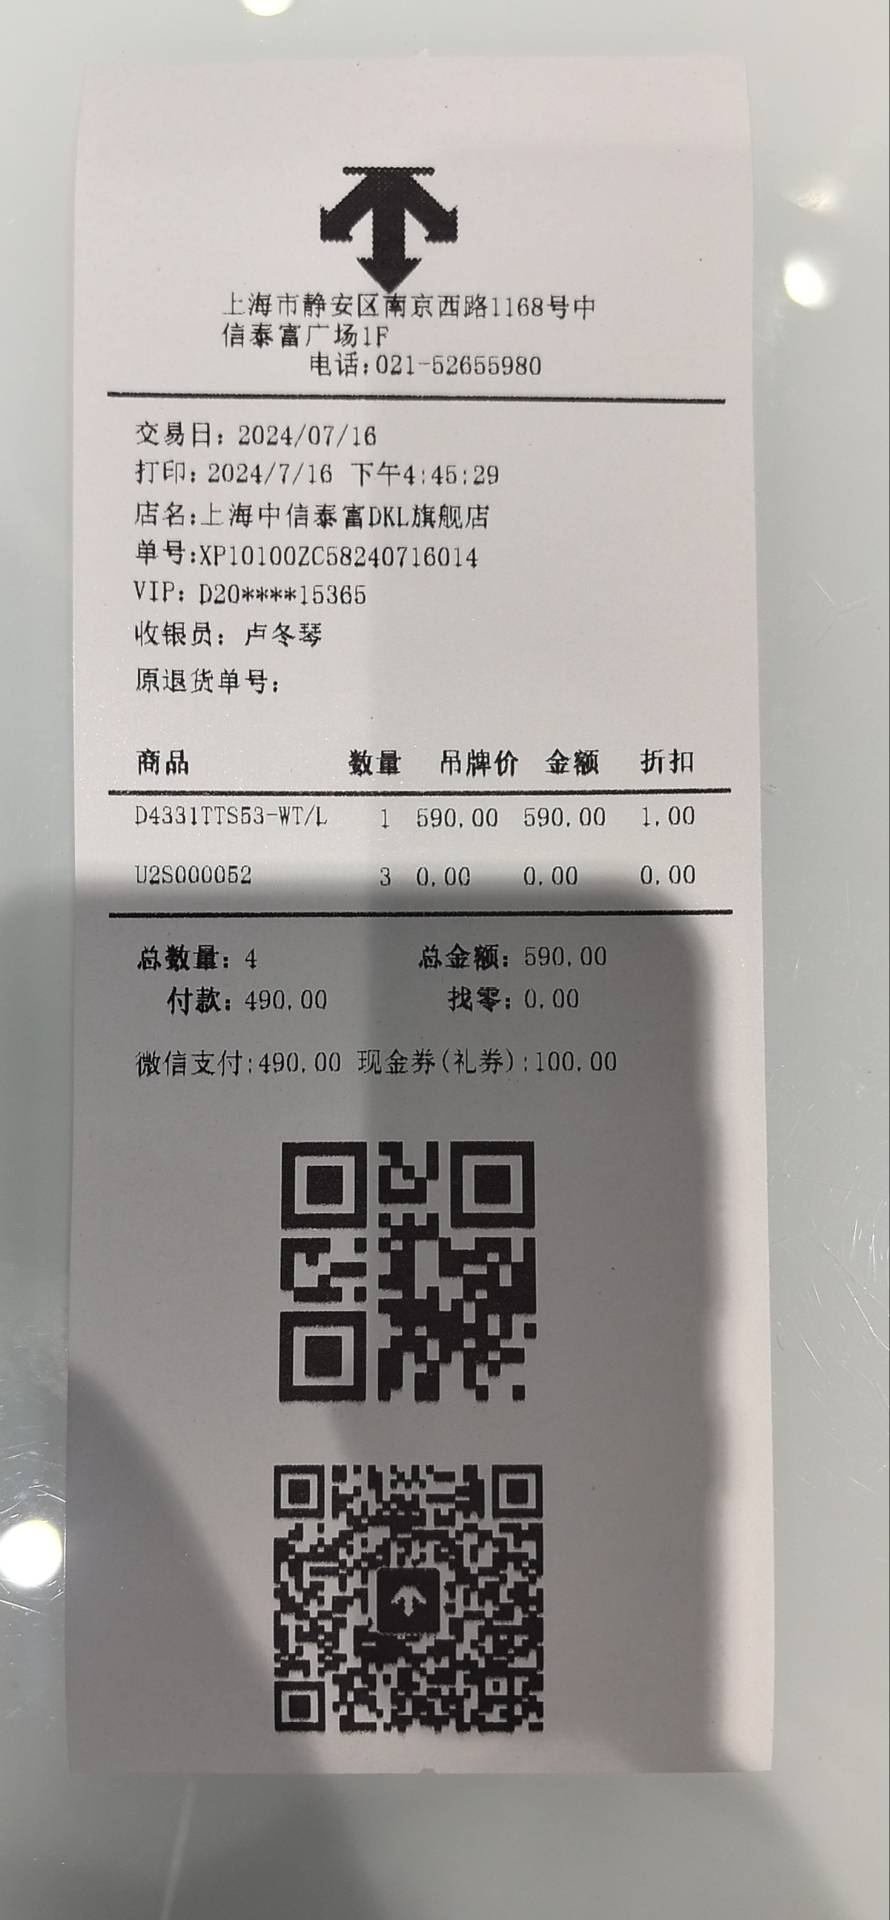 上海市静安区南京西路1168号中
信泰富广场1F
电话:021-52655980
交易日: 2024/07/16
打印: 2024/7/16 下午4:45:29
店名:上海中信泰富DKL旗舰店
单号:XP10100ZC58240716014
VIP: D20****15365
收银员: 卢冬琴
原退货单号:
商品 数量 吊牌价 金额 折扣
D4331TTS53-WT/L 1 590.00 590.00 1.00
U2S000052 3 0.00 0.00 0.00
总数量: 4 总金额: 590.00
付款: 490.00 找零: 0.00
微信支付:490.00 现金券(礼券):100.00